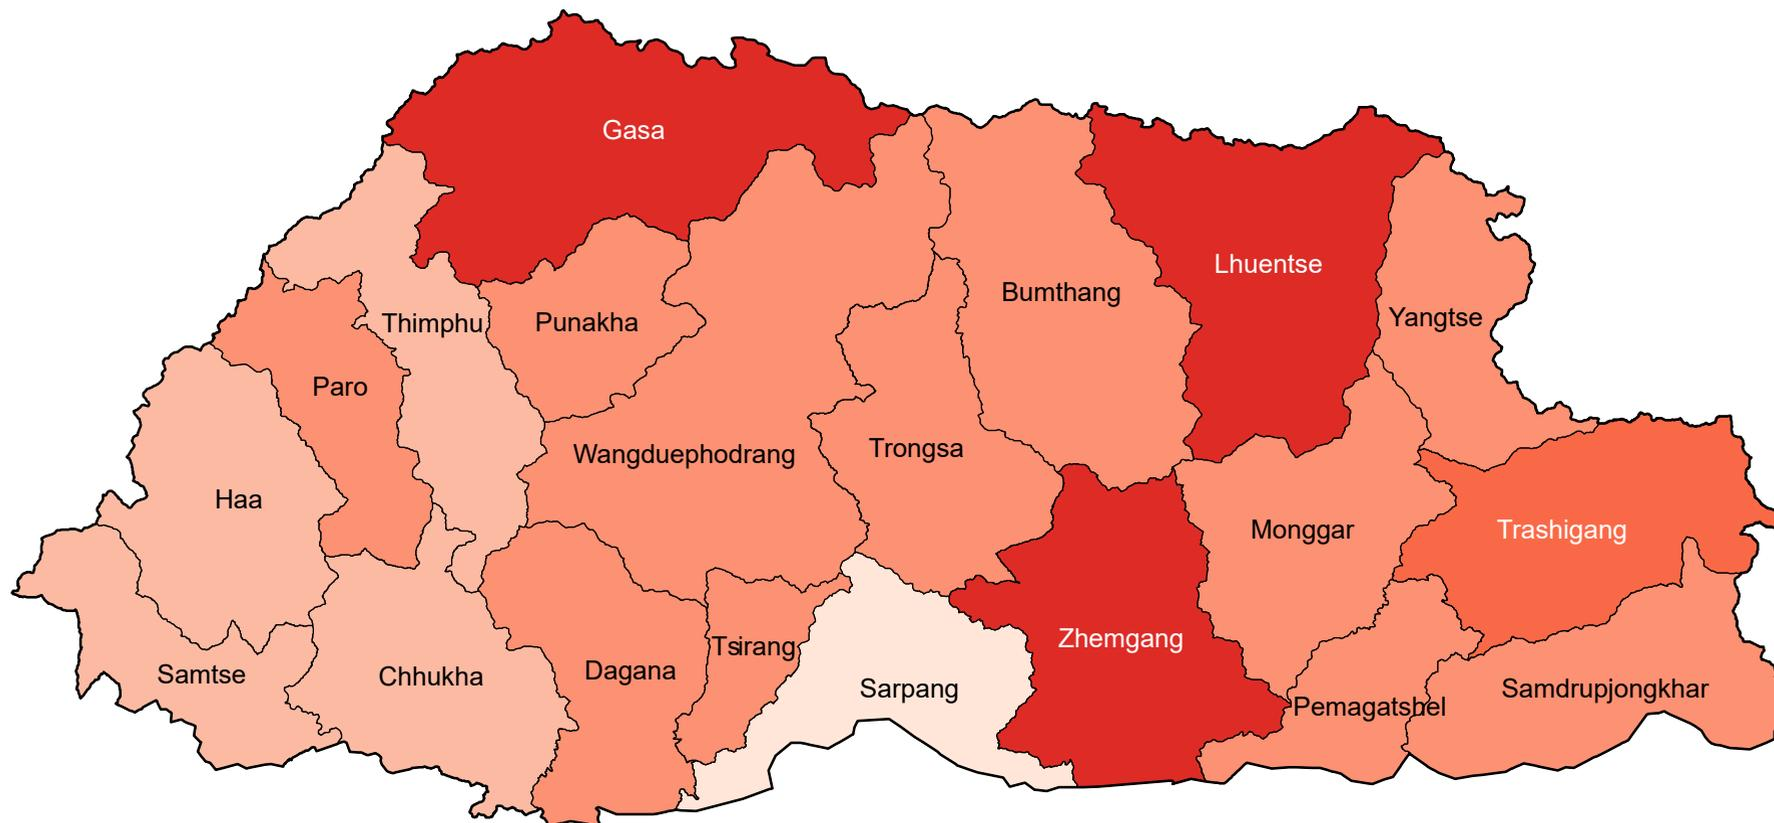 Gasa
Lhuentse
Bumthang
Yangtse
Thimphu
Punakha
Paro
Trongsa
Wangduephodrang
Haa
Monggar
Trashigang
Zhemgang
Tsirang
Dagana
Samtse
Chhukha
Sarpang
Samdrupjongkhar
Pemagatshel